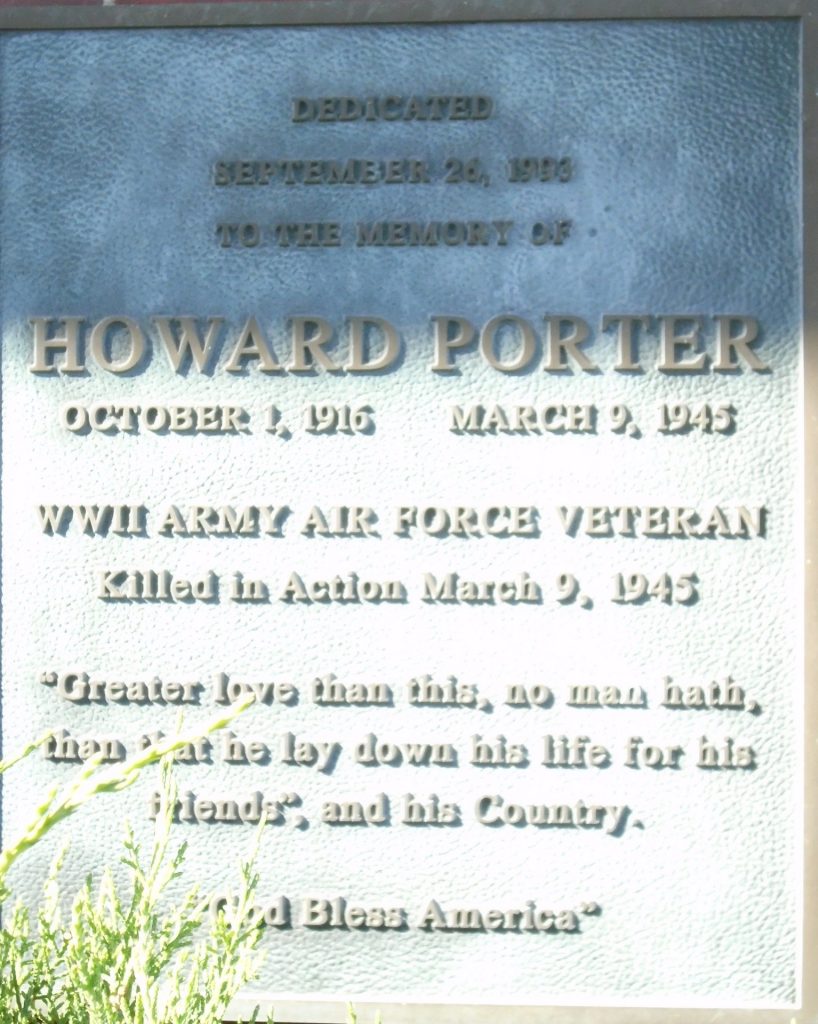 DEDICATED
SEPTEMBER 26, 1993
TO THE MEMORY OF
HOWARD PORTER
OCTOBER 1, 1916 MARCH 9, 1945
WWII ARMY AIR FORCE VETERAN
Killed in Action March 9, 1945
"Greater love than this, no man hath,
than that he lay down his life for his
friends", and his Country.
"God Bless America"